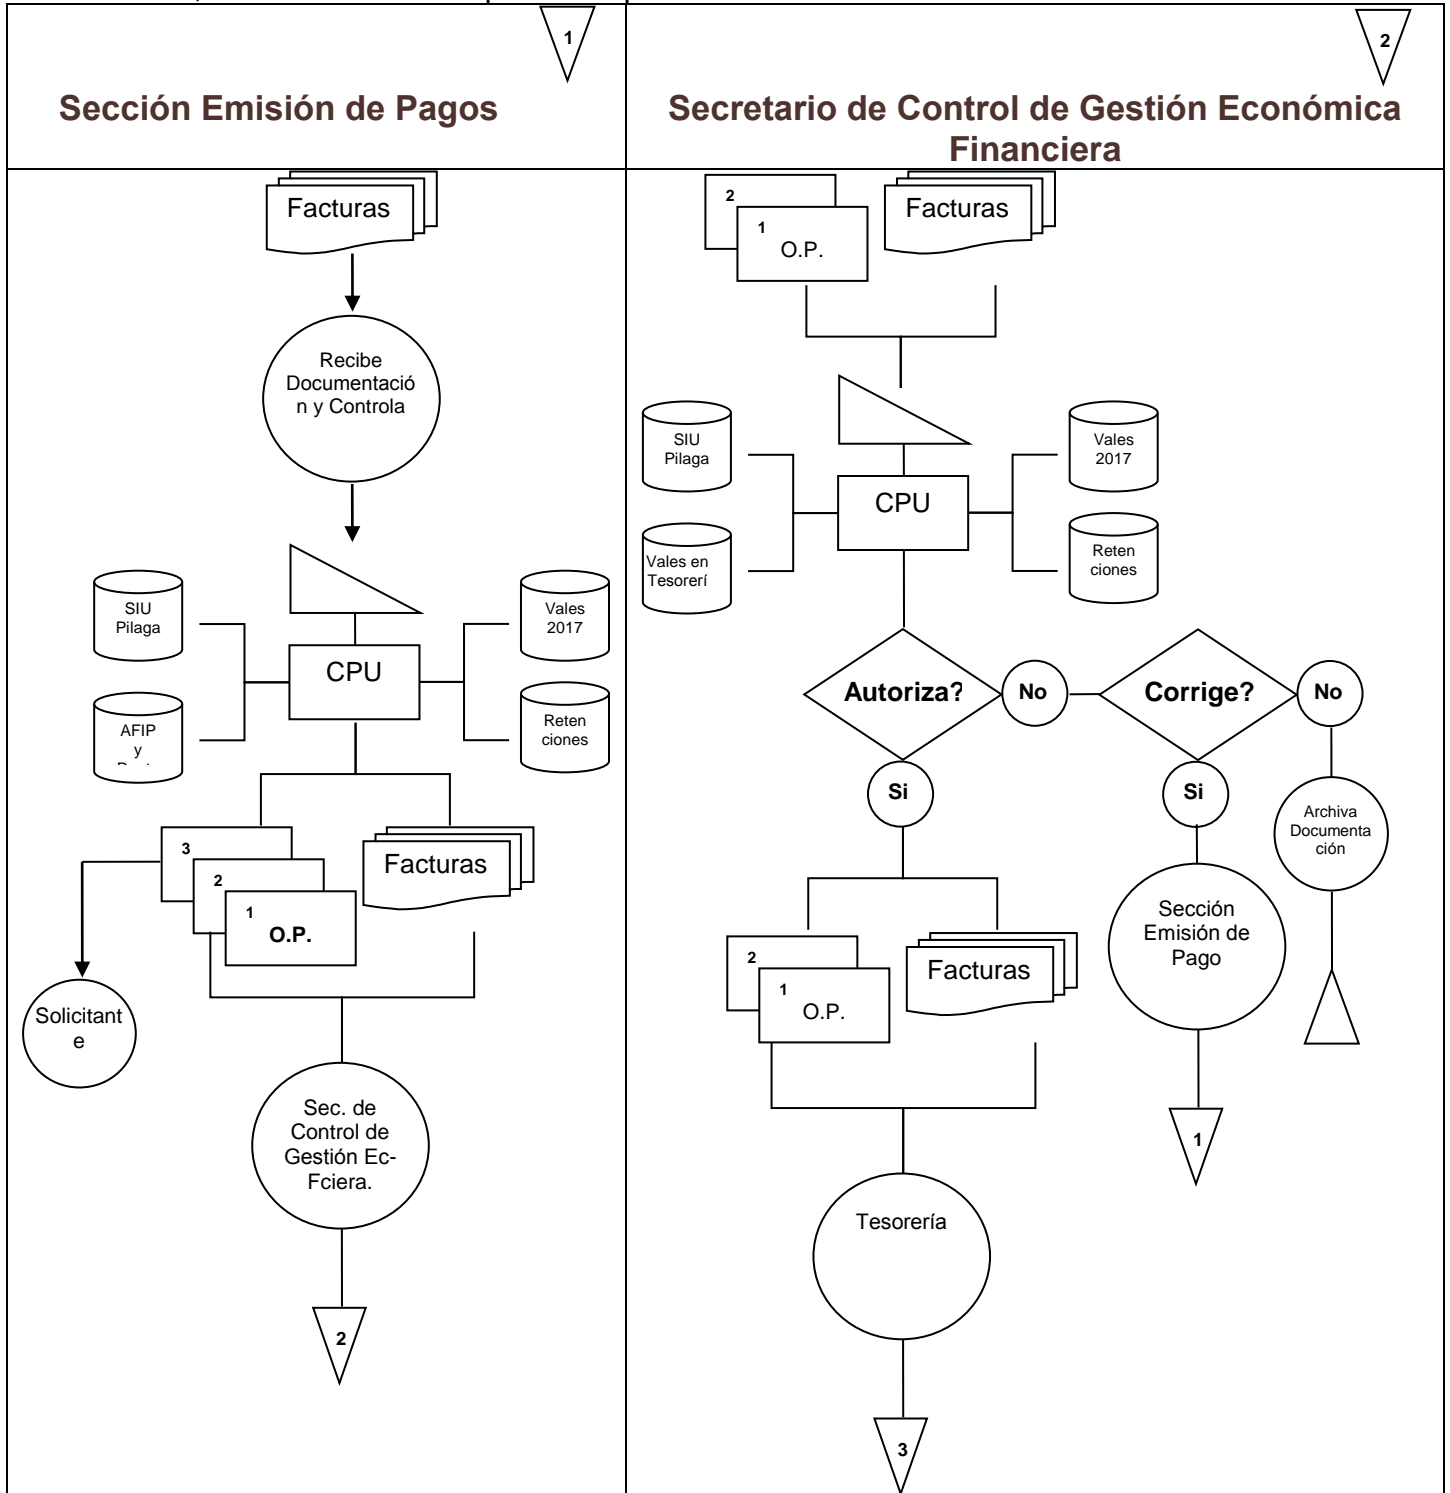 1
Sección Emisión de Pagos
2
Secretario de Control de Gestión Económica
Financiera
Facturas
Recibe
Documentació
n y Controla
SIU
Pilaga
AFIP
y
CPU
Vales
2017
Reten
ciones
3
2
1
O.P.
Facturas
Solicitant
e
Sec. de
Control de
Gestión Ec-
Fciera.
2
2
1
O.P.
Facturas
SIU
Pilaga
Vales en
Tesorerí
CPU
Vales
2017
Reten
ciones
Autoriza?
No
Corrige?
No
Si
Si
Archiva
Documenta
ción
Sección
Emisión de
Pago
1
2
1
O.P.
Facturas
Tesorería
3